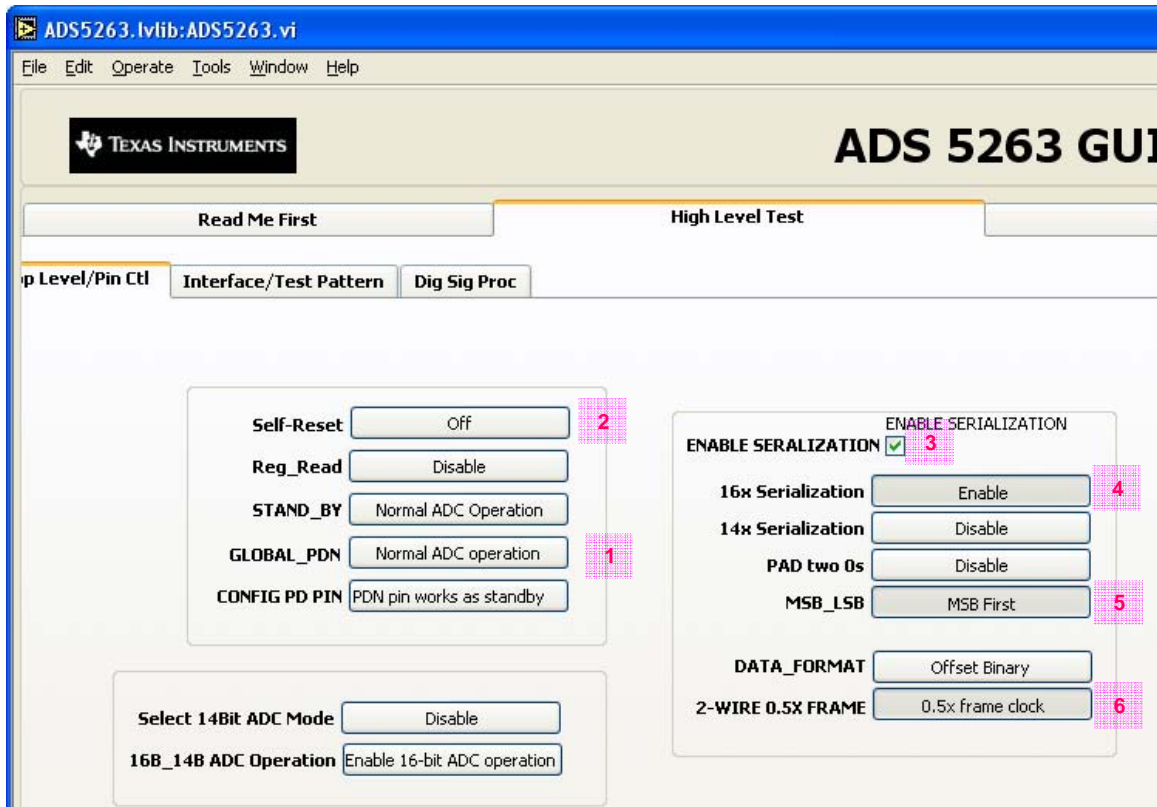 ADS5263.lvlib:ADS5263.vi
File Edit Operate Tools Window Help
TEXAS INSTRUMENTS
ADS 5263 GUI
Read Me First
High Level Test
op Level/Pin Ctl
Interface/Test Pattern
Dig Sig Proc
Self-Reset Off 2
Reg_Read Disable
STAND_BY Normal ADC Operation
GLOBAL_PDN Normal ADC operation 1
CONFIG PD PIN PDN pin works as standby
Select 14Bit ADC Mode Disable
16B_14B ADC Operation Enable 16-bit ADC operation
ENABLE SERIALIZATION
ENABLE SERALIZATION 3
16x Serialization Enable 4
14x Serialization Disable
PAD two 0s Disable
MSB_LSB MSB First 5
DATA_FORMAT Offset Binary
2-WIRE 0.5X FRAME 0.5x frame clock 6